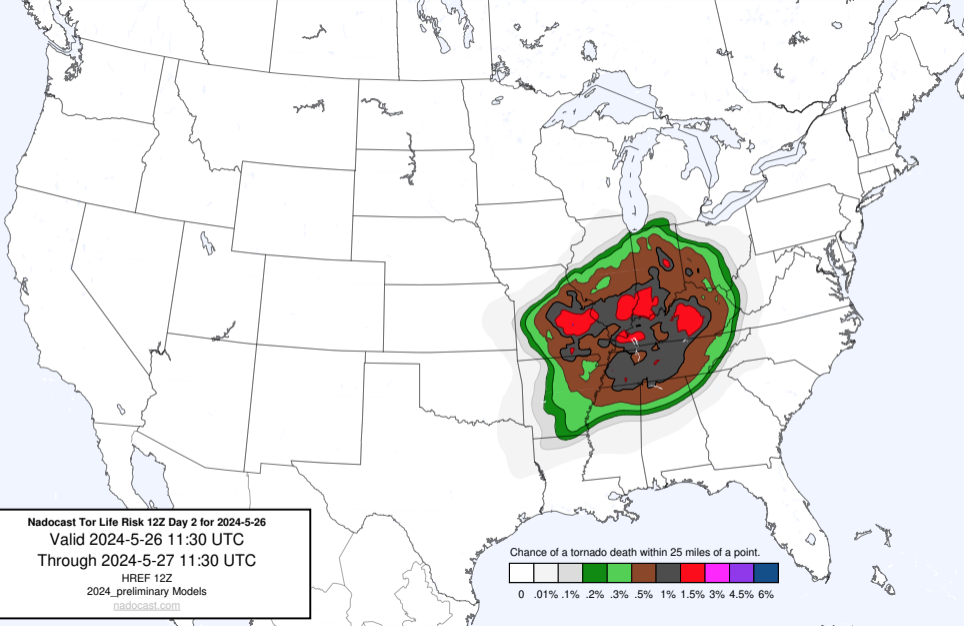 Nadocast Tor Life Risk 12Z Day 2 for 2024-5-26
Valid 2024-5-26 11:30 UTC
Through 2024-5-27 11:30 UTC
HREF 12Z
2024_preliminary Models
nadocast.com
Chance of a tornado death within 25 miles of a point.
0 .01% .1% .2% .3% .5% 1% 1.5% 3% 4.5% 6%